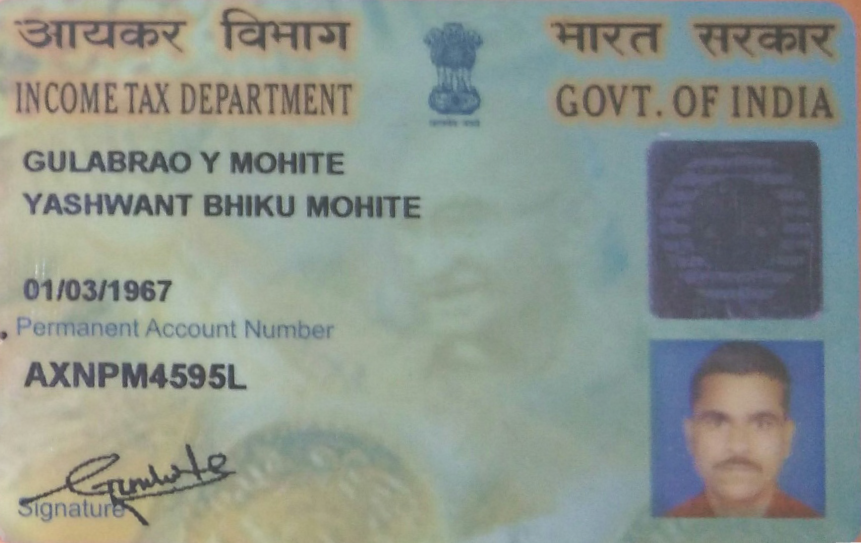 आयकर विभाग
INCOME TAX DEPARTMENT
भारत सरकार
GOVT. OF INDIA
GULABRAO Y MOHITE
YASHWANT BHIKU MOHITE
01/03/1967
Permanent Account Number
AXNPM4595L
Signature